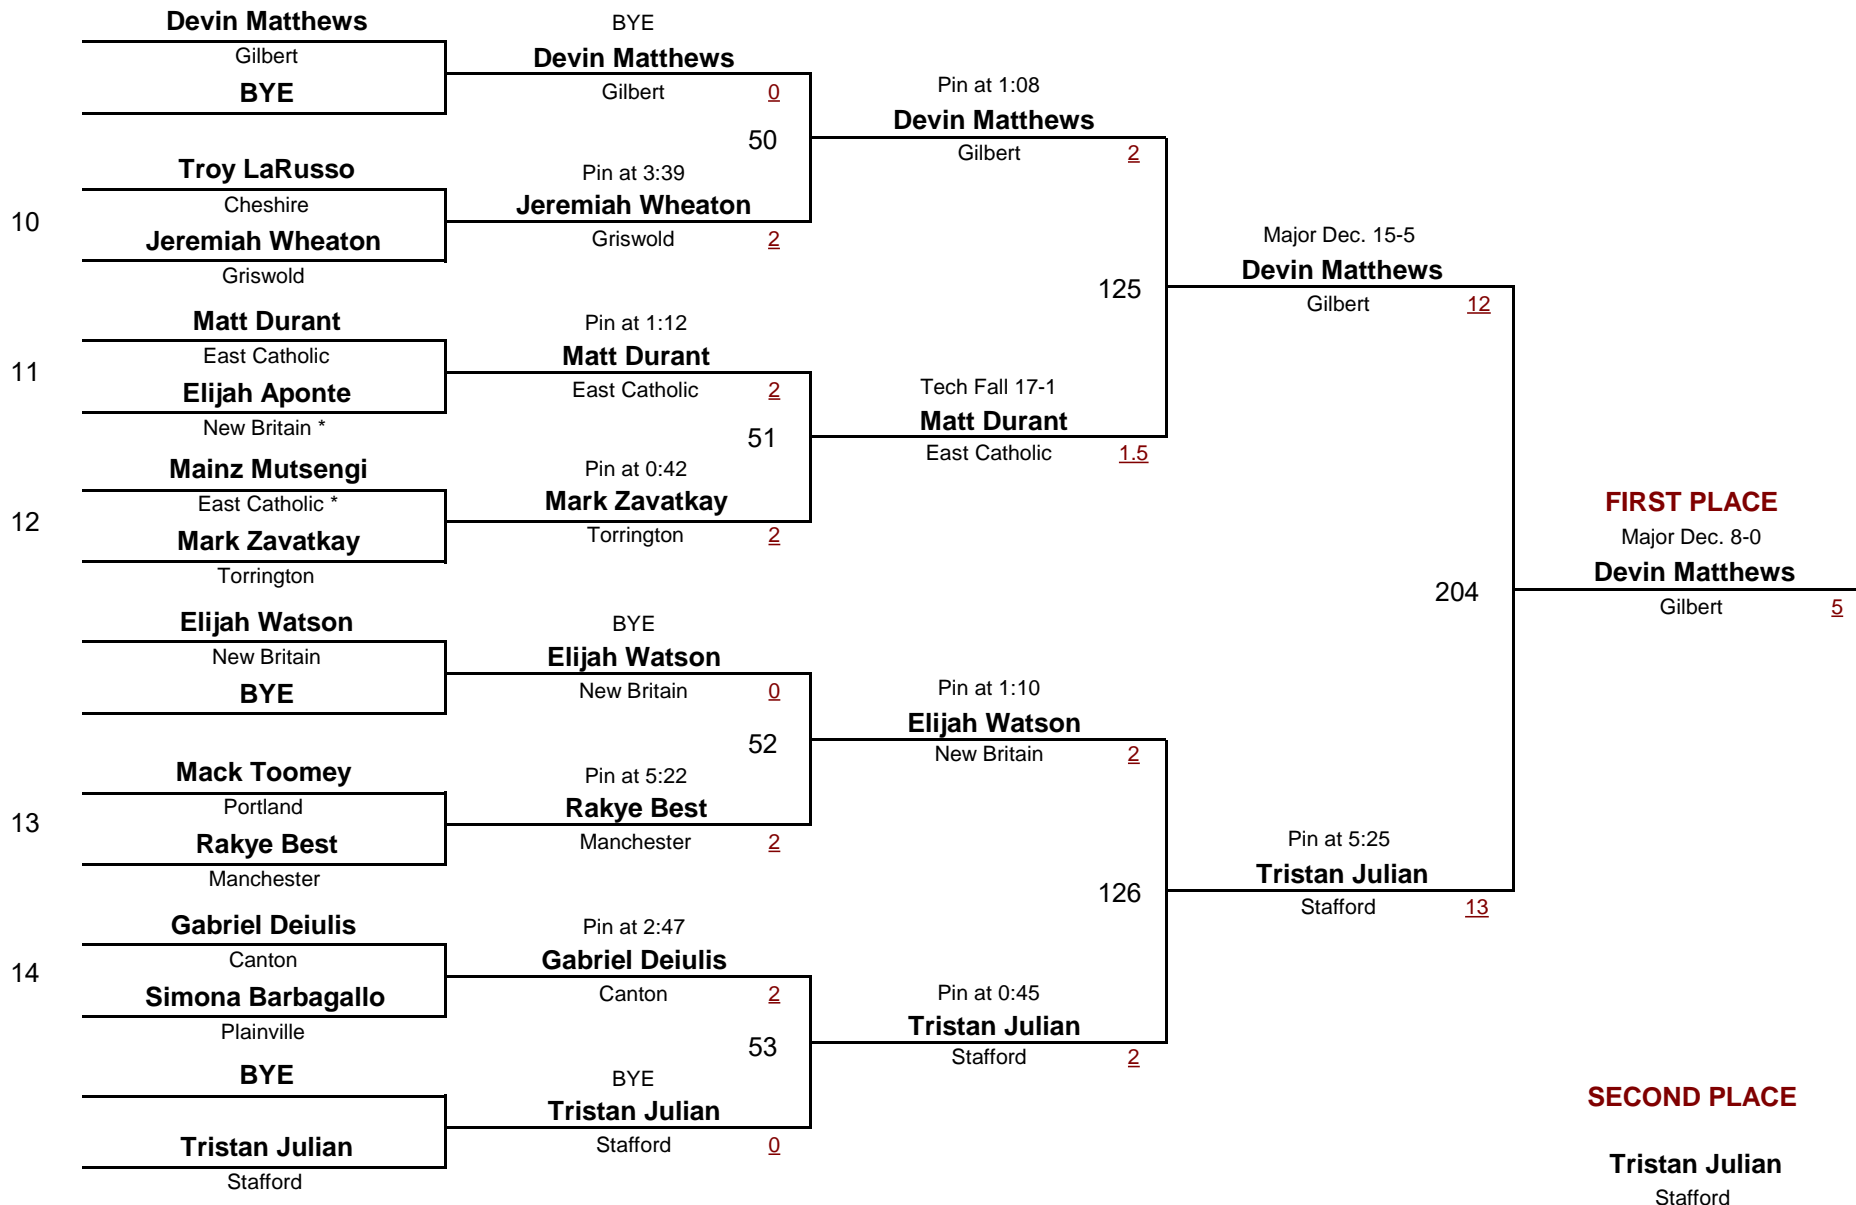 Devin Matthews
Gilbert
BYE
10
Troy LaRusso
Cheshire
Jeremiah Wheaton
Griswold
11
Matt Durant
East Catholic
Elijah Aponte
New Britain *
12
Mainz Mutsengi
East Catholic *
Mark Zavatkay
Torrington
Elijah Watson
New Britain
BYE
13
Mack Toomey
Portland
Rakye Best
Manchester
14
Gabriel Deiulis
Canton
Simona Barbagallo
Plainville
BYE
Tristan Julian
Stafford
BYE
Devin Matthews
Gilbert 0
50
Pin at 3:39
Jeremiah Wheaton
Griswold 2
Pin at 1:12
Matt Durant
East Catholic 2
51
Pin at 0:42
Mark Zavatkay
Torrington 2
BYE
Elijah Watson
New Britain 0
52
Pin at 5:22
Rakye Best
Manchester 2
Pin at 2:47
Gabriel Deiulis
Canton 2
53
BYE
Tristan Julian
Stafford 0
Pin at 1:08
Devin Matthews
Gilbert 2
125
Tech Fall 17-1
Matt Durant
East Catholic 1.5
Pin at 1:10
Elijah Watson
New Britain 2
126
Pin at 0:45
Tristan Julian
Stafford 2
Major Dec. 15-5
Devin Matthews
Gilbert 12
204
Pin at 5:25
Tristan Julian
Stafford 13
FIRST PLACE
Major Dec. 8-0
Devin Matthews
Gilbert 5
SECOND PLACE
Tristan Julian
Stafford